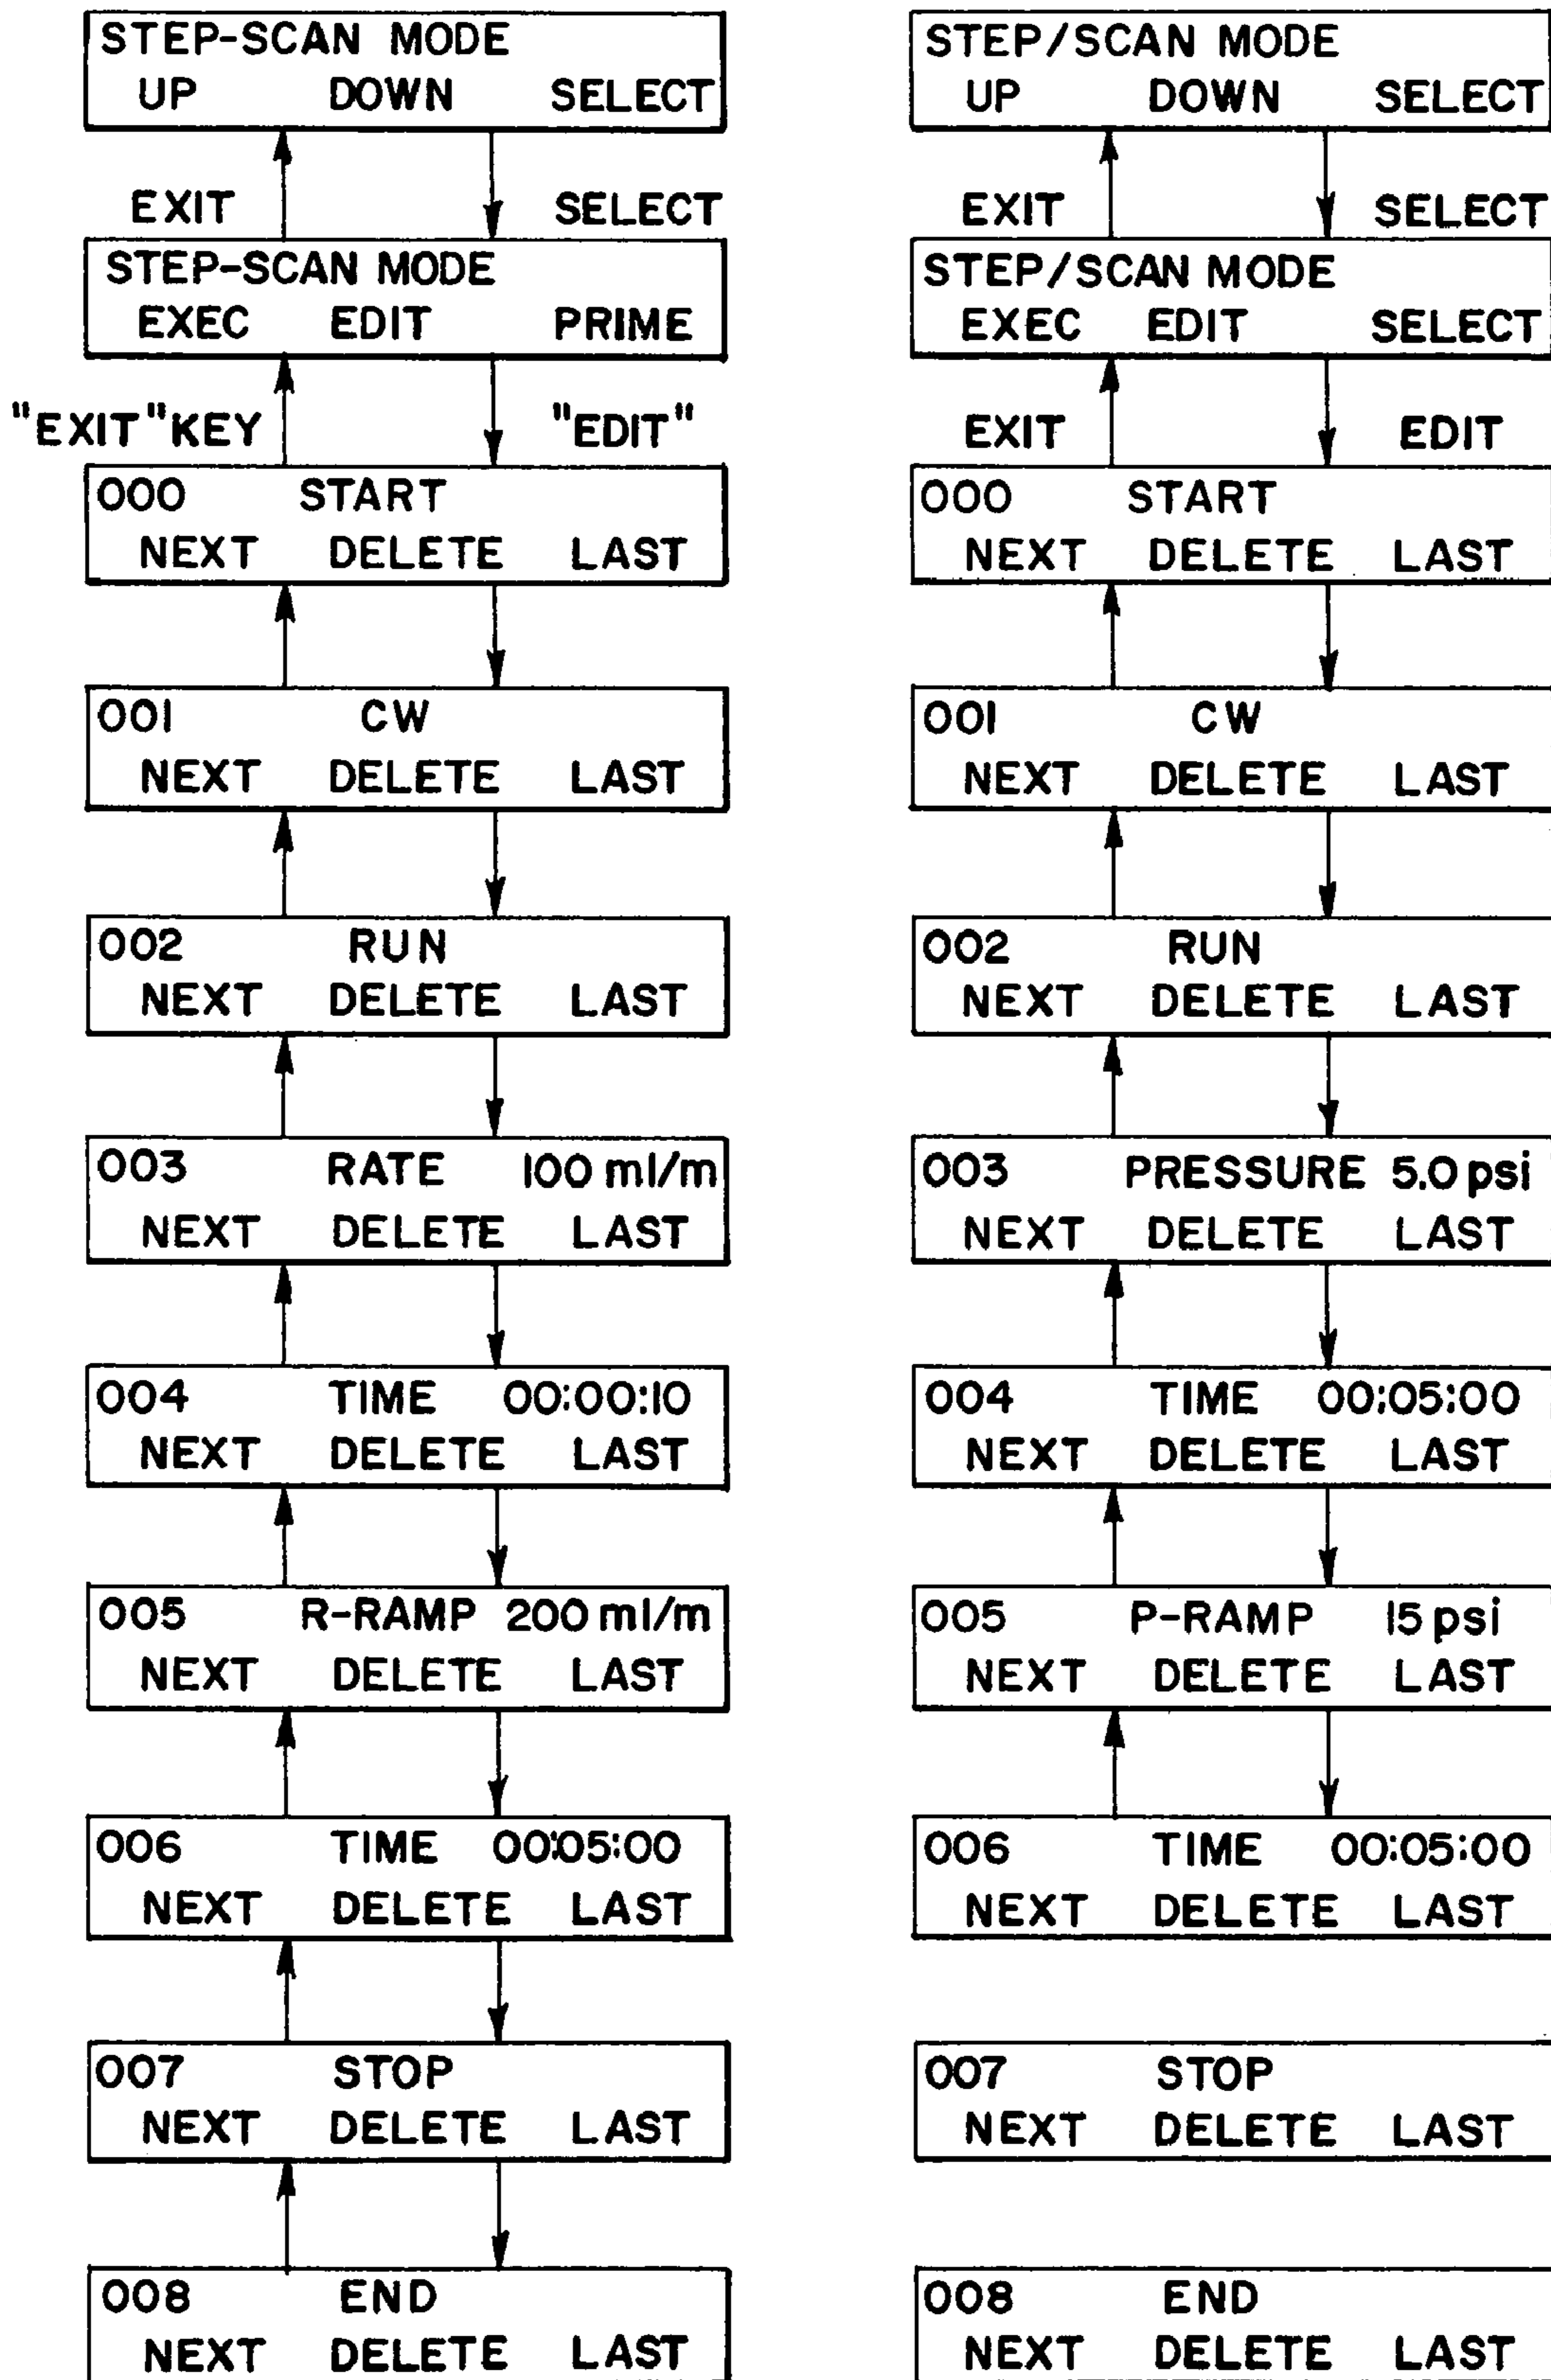 STEP-SCAN MODE
UP DOWN SELECT
EXIT SELECT
STEP-SCAN MODE
EXEC EDIT PRIME
"EXIT" KEY "EDIT"
000 START
NEXT DELETE LAST
001 CW
NEXT DELETE LAST
002 RUN
NEXT DELETE LAST
003 RATE 100 ml/m
NEXT DELETE LAST
004 TIME 00:00:10
NEXT DELETE LAST
005 R-RAMP 200 ml/m
NEXT DELETE LAST
006 TIME 00:05:00
NEXT DELETE LAST
007 STOP
NEXT DELETE LAST
008 END
NEXT DELETE LAST
STEP/SCAN MODE
UP DOWN SELECT
EXIT SELECT
STEP/SCAN MODE
EXEC EDIT SELECT
EXIT EDIT
000 START
NEXT DELETE LAST
001 CW
NEXT DELETE LAST
002 RUN
NEXT DELETE LAST
003 PRESSURE 5.0 psi
NEXT DELETE LAST
004 TIME 00:05:00
NEXT DELETE LAST
005 P-RAMP 15 psi
NEXT DELETE LAST
006 TIME 00:05:00
NEXT DELETE LAST
007 STOP
NEXT DELETE LAST
008 END
NEXT DELETE LAST